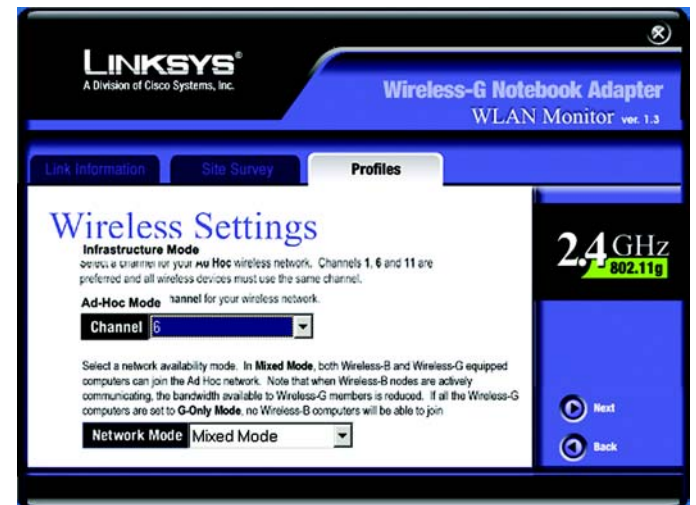 LINKSYS®
A Division of Cisco Systems, Inc.
Wireless-G Notebook Adapter
WLAN Monitor ver. 1.3
Link Information Site Survey Profiles
Wireless Settings
Infrastructure Mode
Select a channel for your Ad Hoc wireless network. Channels 1, 6 and 11 are
preferred and all wireless devices must use the same channel.
Ad-Hoc Mode hannel for your wireless network.
Channel 6
Select a network availability mode. In Mixed Mode, both Wireless-B and Wireless-G equipped
computers can join the Ad Hoc network. Note that when Wireless-B nodes are actively
communicating, the bandwidth available to Wireless-G members is reduced. If all the Wireless-G
computers are set to G-Only Mode, no Wireless-B computers will be able to join
Network Mode Mixed Mode
2.4 GHz
802.11g
Next
Back